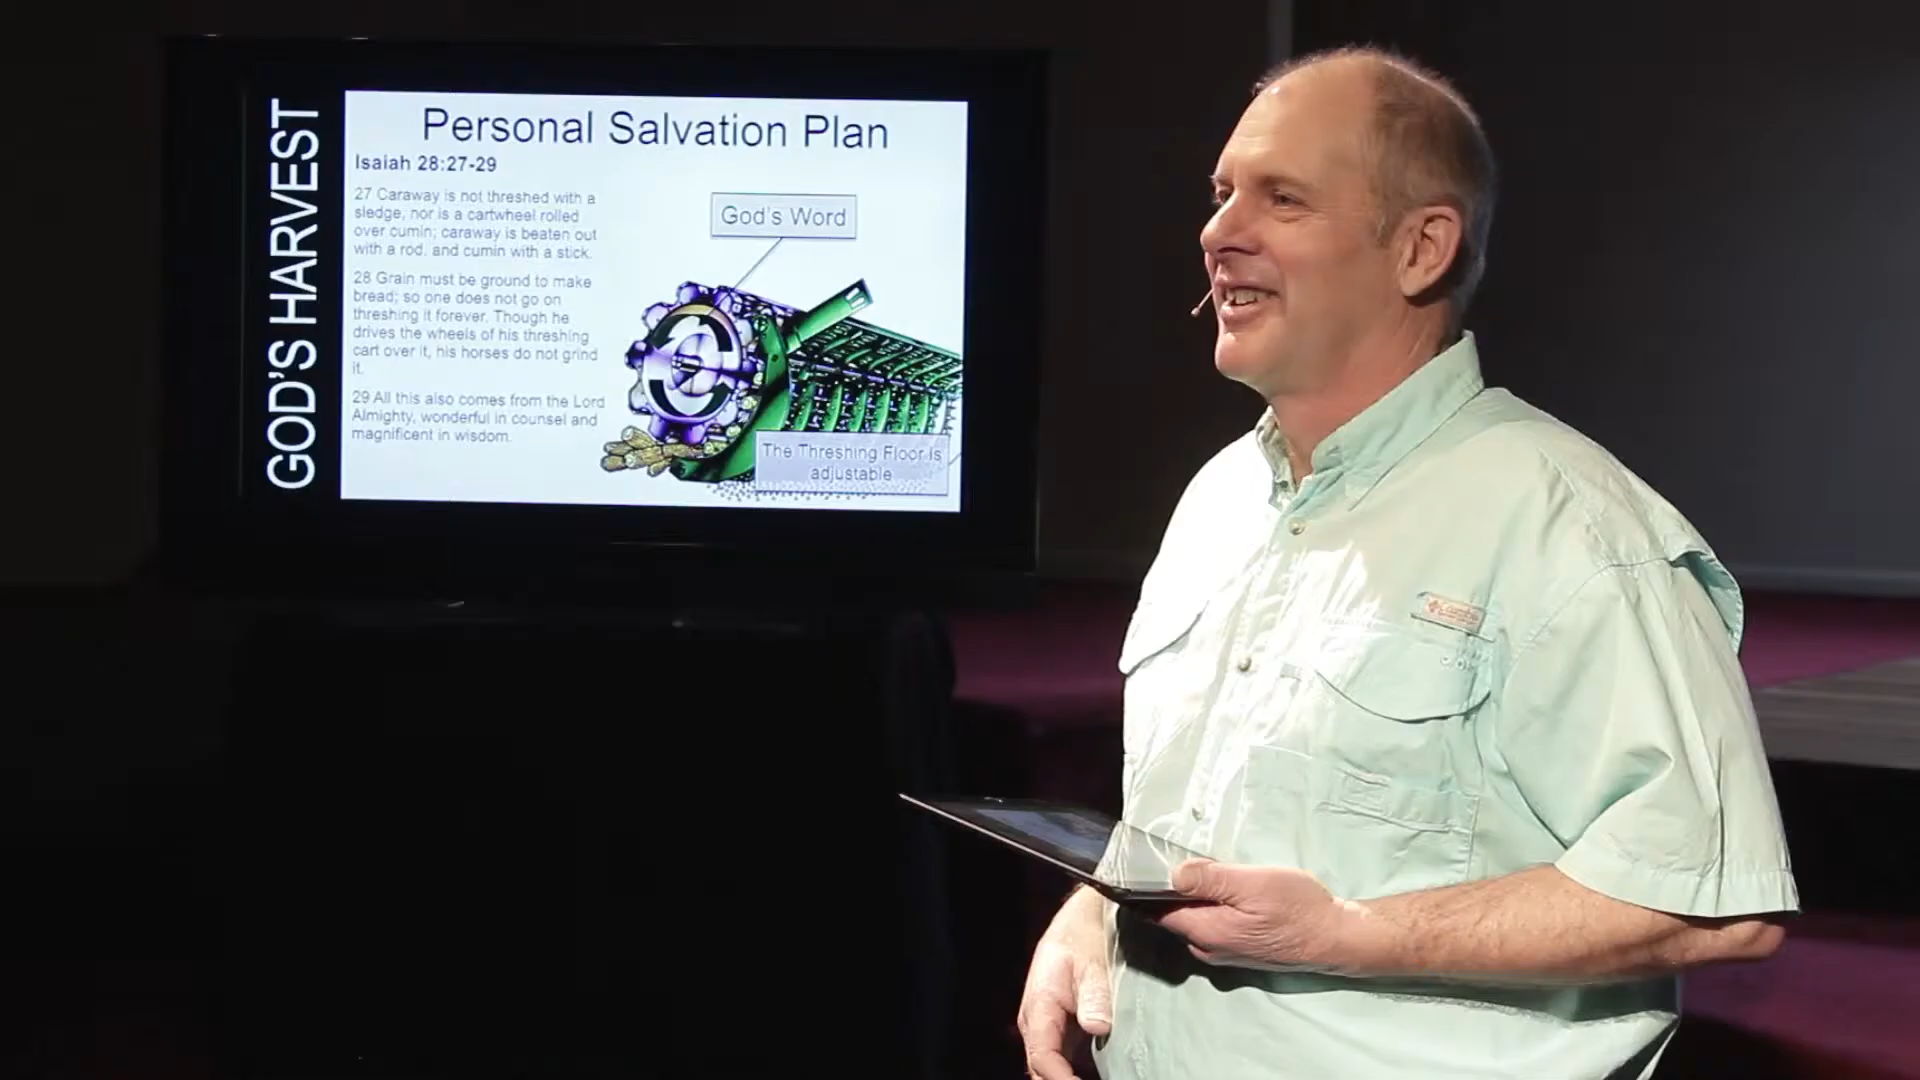 GOD'S HARVEST
Personal Salvation Plan
Isaiah 28:27-29
27 Caraway is not threshed with a
sledge, nor is a cartwheel rolled
over cumin; caraway is beaten out
with a rod, and cumin with a stick.
28 Grain must be ground to make
bread; so one does not go on
threshing it forever. Though he
drives the wheels of his threshing
cart over it, his horses do not grind
it.
29 All this also comes from the Lord
Almighty, wonderful in counsel and
magnificent in wisdom.
God's Word
The Threshing Floor is
adjustable
Columbia